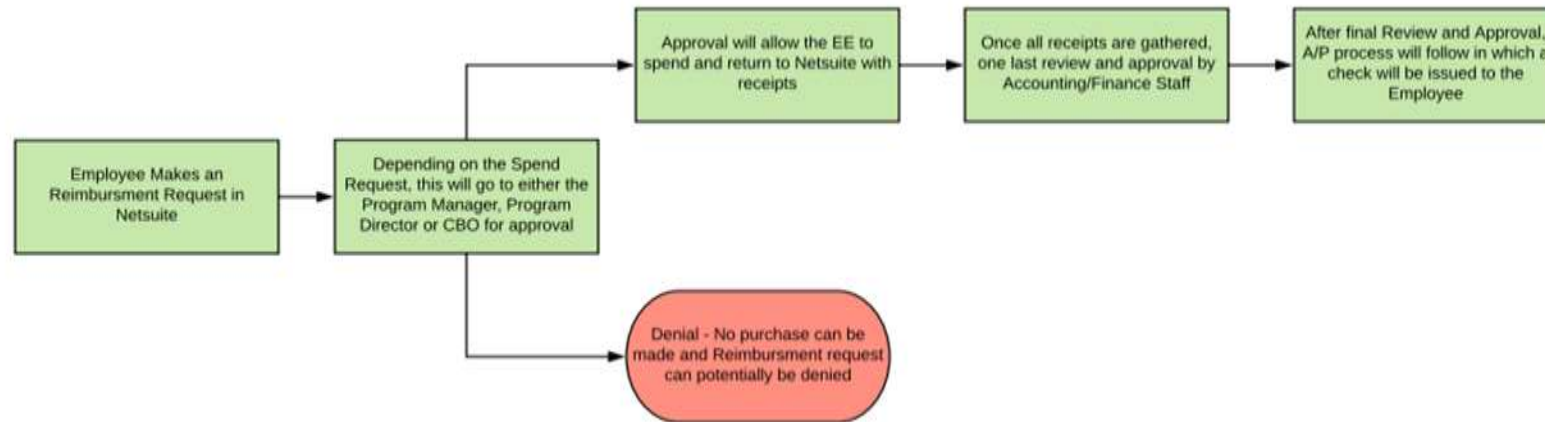 Employee Makes an
Reimbursment Request in
Netsuite
Depending on the Spend
Request, this will go to either the
Program Manager, Program
Director or CBO for approval
Approval will allow the EE to
spend and return to Netsuite with
receipts
Once all receipts are gathered,
one last review and approval by
Accounting/Finance Staff
After final Review and Approval,
A/P process will follow in which a
check will be issued to the
Employee
Denial - No purchase can be
made and Reimbursment request
can potentially be denied